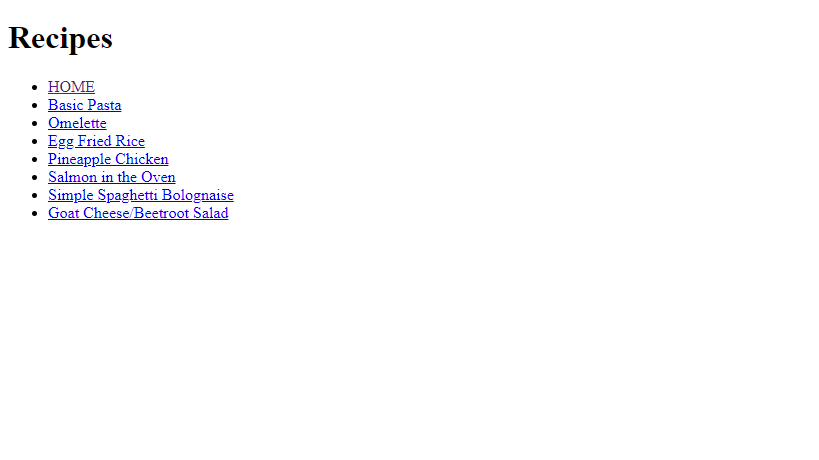 Recipes
HOME
Basic Pasta
Omelette
Egg Fried Rice
Pineapple Chicken
Salmon in the Oven
Simple Spaghetti Bolognaise
Goat Cheese/Beetroot Salad